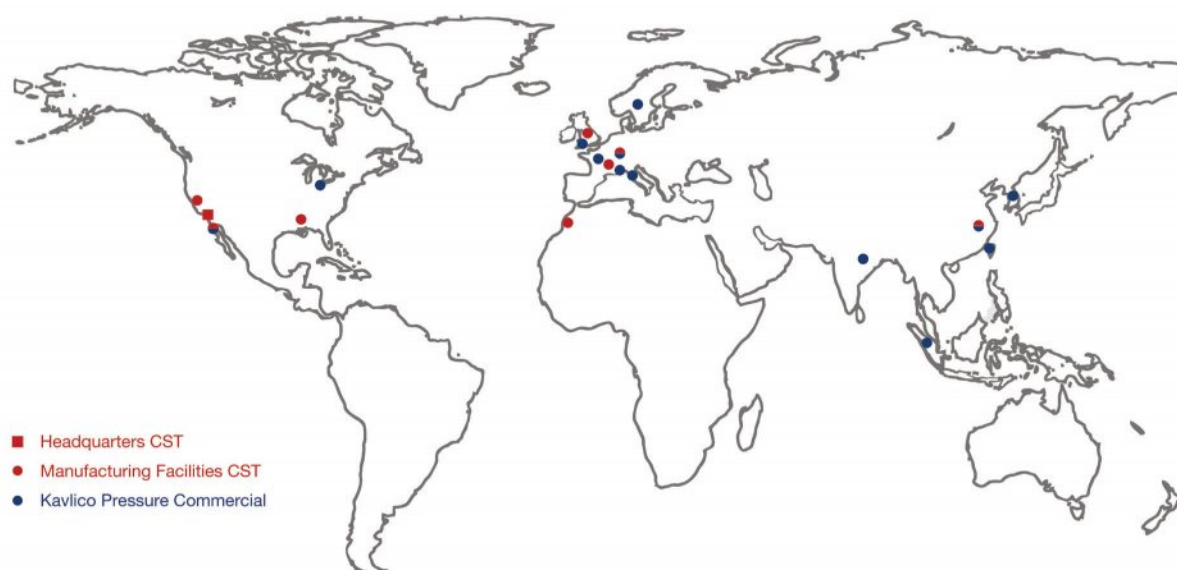 Headquarters CST
Manufacturing Facilities CST
Kavlico Pressure Commercial